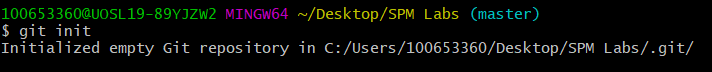 100653360@UOSL19-89YJZW2 MINGW64 ~/Desktop/SPM Labs (master)
$ git init
Initialized empty Git repository in C:/Users/100653360/Desktop/SPM Labs/.git/